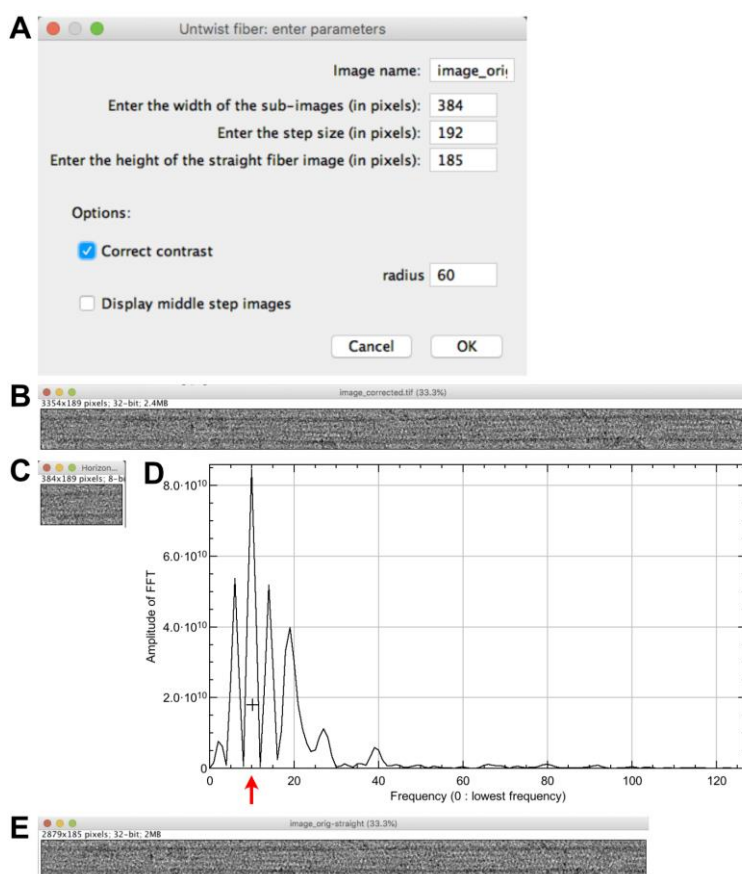 A
Untwist fiber: enter parameters
Image name: image_orig
Enter the width of the sub-images (in pixels): 384
Enter the step size (in pixels): 192
Enter the height of the straight fiber image (in pixels): 185
Options:
Correct contrast
radius 60
Display middle step images
Cancel OK
B
image_corrected.tif (33.3%)
3354x189 pixels; 32-bit; 2.4MB
C
Horizon...
384x189 pixels; 8-bi
D
8.0·10¹⁰
6.0·10¹⁰
4.0·10¹⁰
2.0·10¹⁰
0
Amplitude of FFT
0 20 40 60 80 100 120
Frequency (0 : lowest frequency)
E
image_orig-straight (33.3%)
2879x185 pixels; 32-bit; 2MB